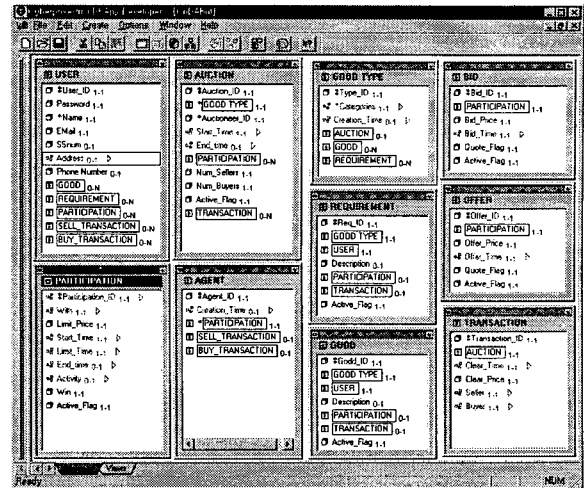 File Edit Create Options Window Help
USER
$User_ID 1-1
Password 1-1
*Name 1-1
EMail 0-1
SSnum 0-1
Address 0-1
Phone Number 0-1
GOOD 0-N
REQUIREMENT 0-N
PARTICIPATION 0-N
SELL_TRANSACTION 0-N
BUY_TRANSACTION 0-N
AUCTION
$Auction_ID 1-1
*GOOD TYPE 1-1
*Auctioneer_ID 1-1
Start_Time 1-1
End_time 0-1
PARTICIPATION 0-N
Num_Sellers 1-1
Num_Buyers 1-1
Active_Flag 1-1
TRANSACTION 0-N
GOOD TYPE
$Type_ID 1-1
*Categories 1-1
Creation_Time 0-1
AUCTION 0-N
GOOD 0-N
REQUIREMENT 0-N
BID
$Bid_ID 1-1
PARTICIPATION 1-1
Bid_Price 1-1
Bid_Time 1-1
Quote_Flag 1-1
Active_Flag 1-1
PARTICIPATION
$Participation_ID 1-1
With 1-1
Limit_Price 1-1
Start_Time 1-1
Limit_Time 1-1
End_time 0-1
Activity 0-1
Win 1-1
Active_Flag 1-1
AGENT
$Agent_ID 1-1
Creation_Time 0-1
*PARTICIPATION 1-1
SELL_TRANSACTION 0-1
BUY_TRANSACTION 0-1
REQUIREMENT
$Req_ID 1-1
GOOD TYPE 1-1
USER 1-1
Description 0-1
PARTICIPATION 0-1
TRANSACTION 0-1
Active_Flag 1-1
OFFER
$Offer_ID 1-1
PARTICIPATION 1-1
Offer_Price 1-1
Offer_Time 1-1
Quote_Flag 1-1
Active_Flag 1-1
GOOD
$Godd_ID 1-1
GOOD TYPE 1-1
USER 1-1
Description 0-1
PARTICIPATION 0-1
TRANSACTION 0-1
Active_Flag 1-1
TRANSACTION
$Transaction_ID 1-1
AUCTION 1-1
Clear_Time 1-1
Clear_Price 1-1
Seller 1-1
Buyer 1-1
Views
Ready
NUM